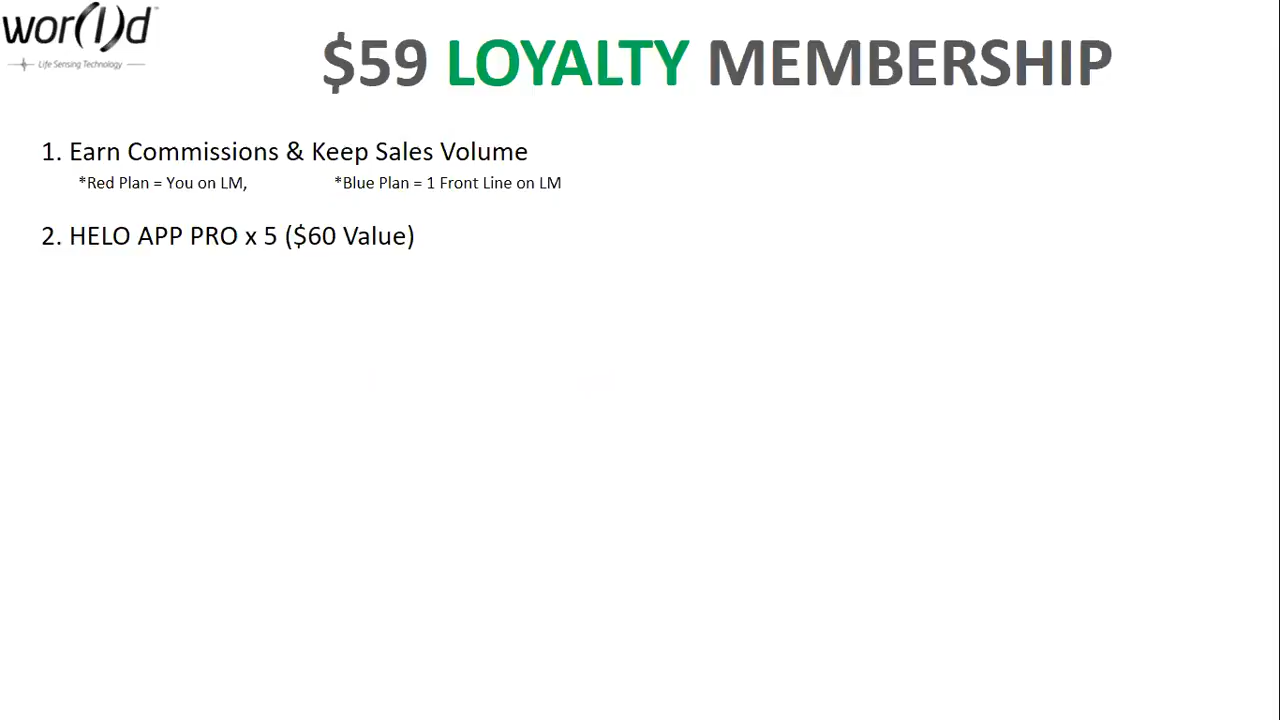 wor(l)d
Life Sensing Technology
$59 LOYALTY MEMBERSHIP
1. Earn Commissions & Keep Sales Volume
*Red Plan = You on LM, *Blue Plan = 1 Front Line on LM
2. HELO APP PRO x 5 ($60 Value)